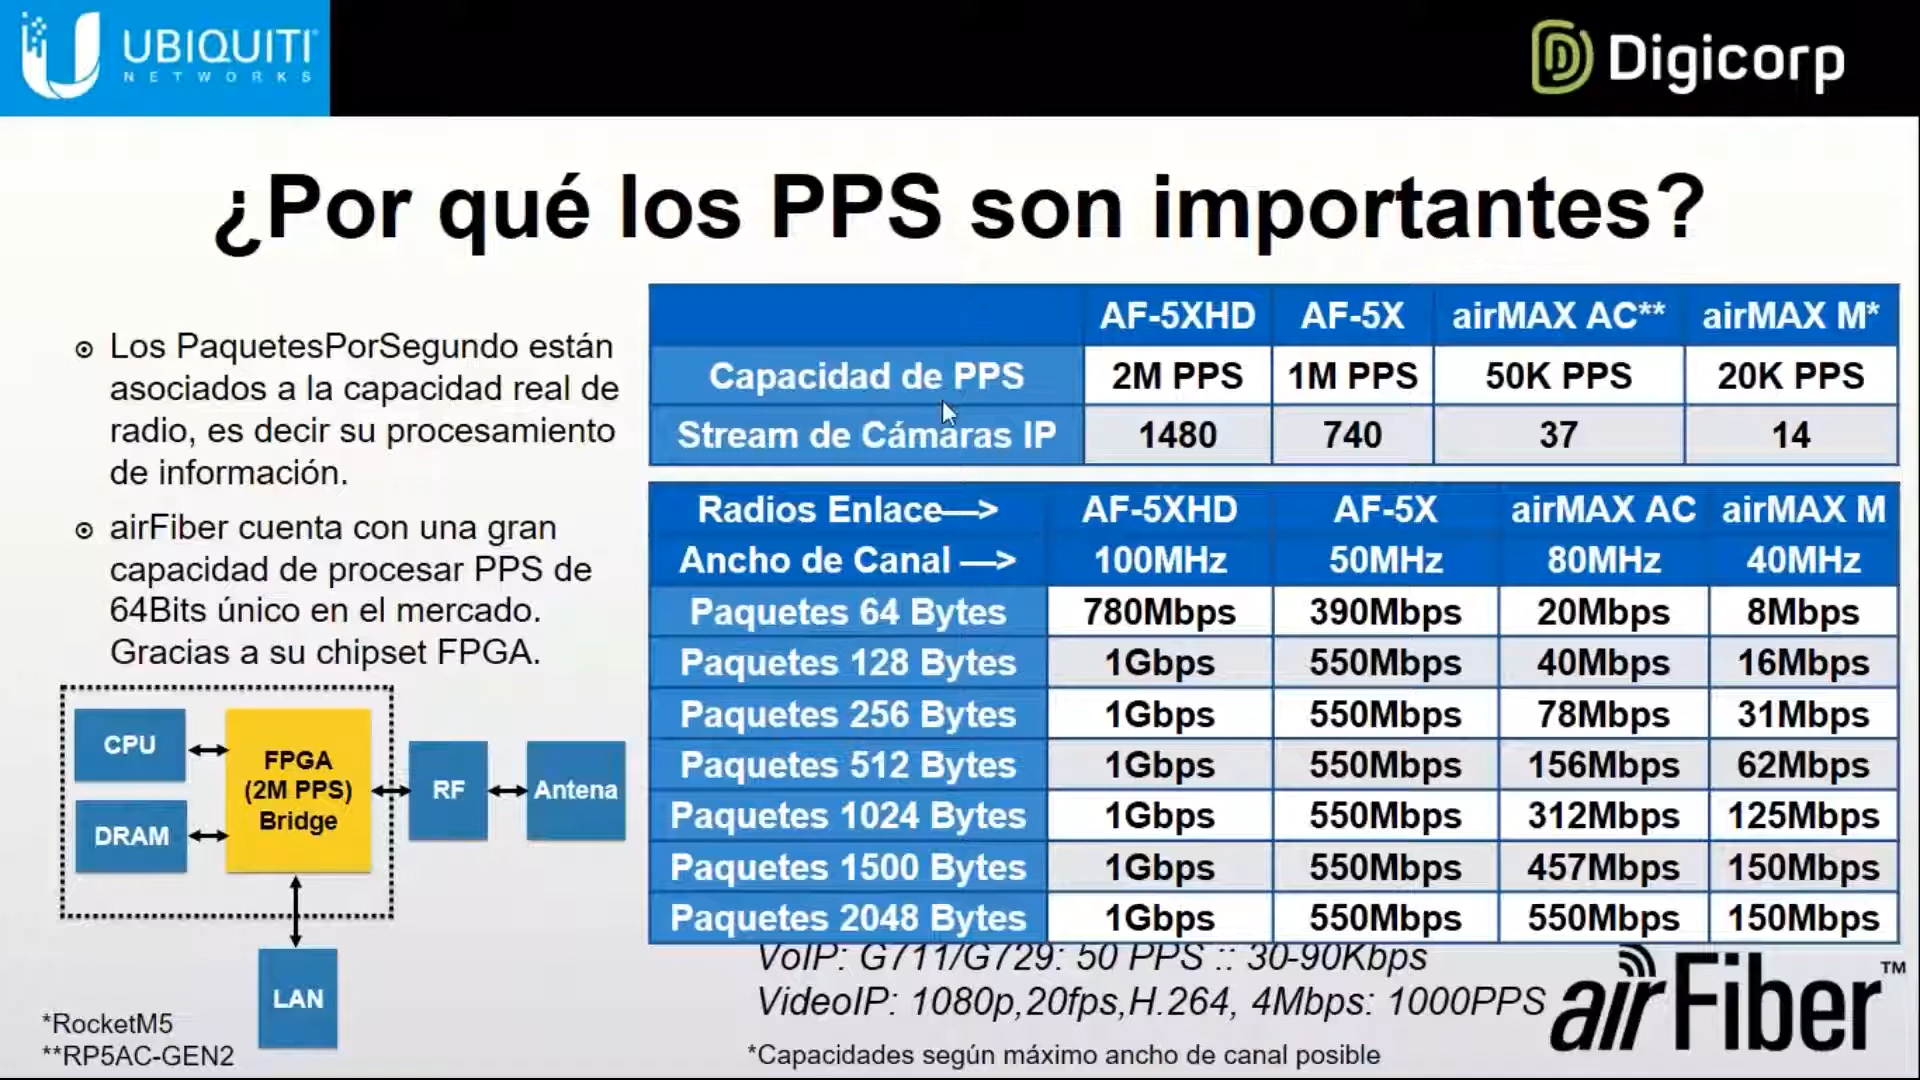 UBIQUITI
NETWORKS
Digicorp
¿Por qué los PPS son importantes?
Los PaquetesPorSegundo están
asociados a la capacidad real de
radio, es decir su procesamiento
de información.
airFiber cuenta con una gran
capacidad de procesar PPS de
64Bits único en el mercado.
Gracias a su chipset FPGA.
CPU
DRAM
FPGA
(2M PPS)
Bridge
RF
Antena
LAN
*RocketM5
**RP5AC-GEN2
AF-5XHD AF-5X airMAX AC** airMAX M*
Capacidad de PPS 2M PPS 1M PPS 50K PPS 20K PPS
Stream de Cámaras IP 1480 740 37 14
Radios Enlace—> AF-5XHD AF-5X airMAX AC airMAX M
Ancho de Canal —> 100MHz 50MHz 80MHz 40MHz
Paquetes 64 Bytes 780Mbps 390Mbps 20Mbps 8Mbps
Paquetes 128 Bytes 1Gbps 550Mbps 40Mbps 16Mbps
Paquetes 256 Bytes 1Gbps 550Mbps 78Mbps 31Mbps
Paquetes 512 Bytes 1Gbps 550Mbps 156Mbps 62Mbps
Paquetes 1024 Bytes 1Gbps 550Mbps 312Mbps 125Mbps
Paquetes 1500 Bytes 1Gbps 550Mbps 457Mbps 150Mbps
Paquetes 2048 Bytes 1Gbps 550Mbps 550Mbps 150Mbps
VoIP: G711/G729: 50 PPS :: 30-90Kbps
VideoIP: 1080p,20fps,H.264, 4Mbps: 1000PPS
*Capacidades según máximo ancho de canal posible
airFiber™